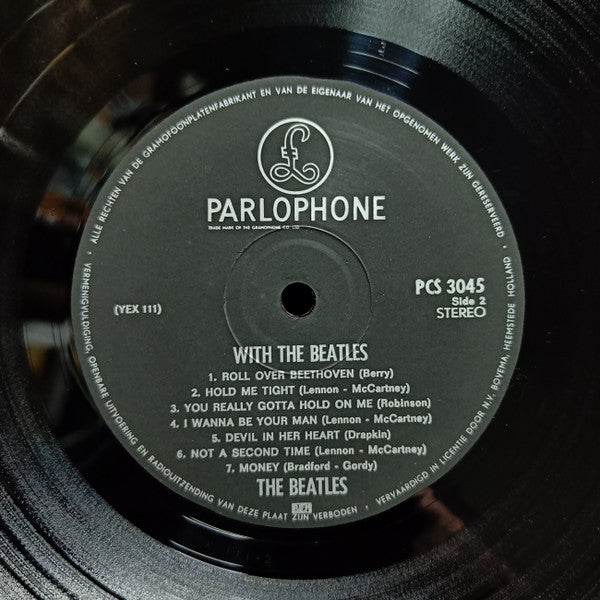 ALLE RECHTEN VAN DE GRAMOFOONPLATENFABRIKANT EN VAN DE EIGENAAR VAN HET OPGENOMEN WERK ZIJN GERESERVEERD •
£
PARLOPHONE
TRADE MARK OF THE GRAMOPHONE CO. LTD.
PCS 3045
Side 2
(YEX 111)
STEREO
WITH THE BEATLES
1. ROLL OVER BEETHOVEN (Berry)
2. HOLD ME TIGHT (Lennon - McCartney)
3. YOU REALLY GOTTA HOLD ON ME (Robinson)
4. I WANNA BE YOUR MAN (Lennon - McCartney)
5. DEVIL IN HER HEART (Drapkin)
6. NOT A SECOND TIME (Lennon - McCartney)
7. MONEY (Bradford - Gordy)
THE BEATLES
• VERMENIGVULDIGING, OPENBARE UITVOERING EN RADIOUITZENDING VAN DEZE PLAAT ZIJN VERBODEN •
VERVAARDIGD IN LICENTIE DOOR N.V. BOVEMA, HEEMSTEDE HOLLAND